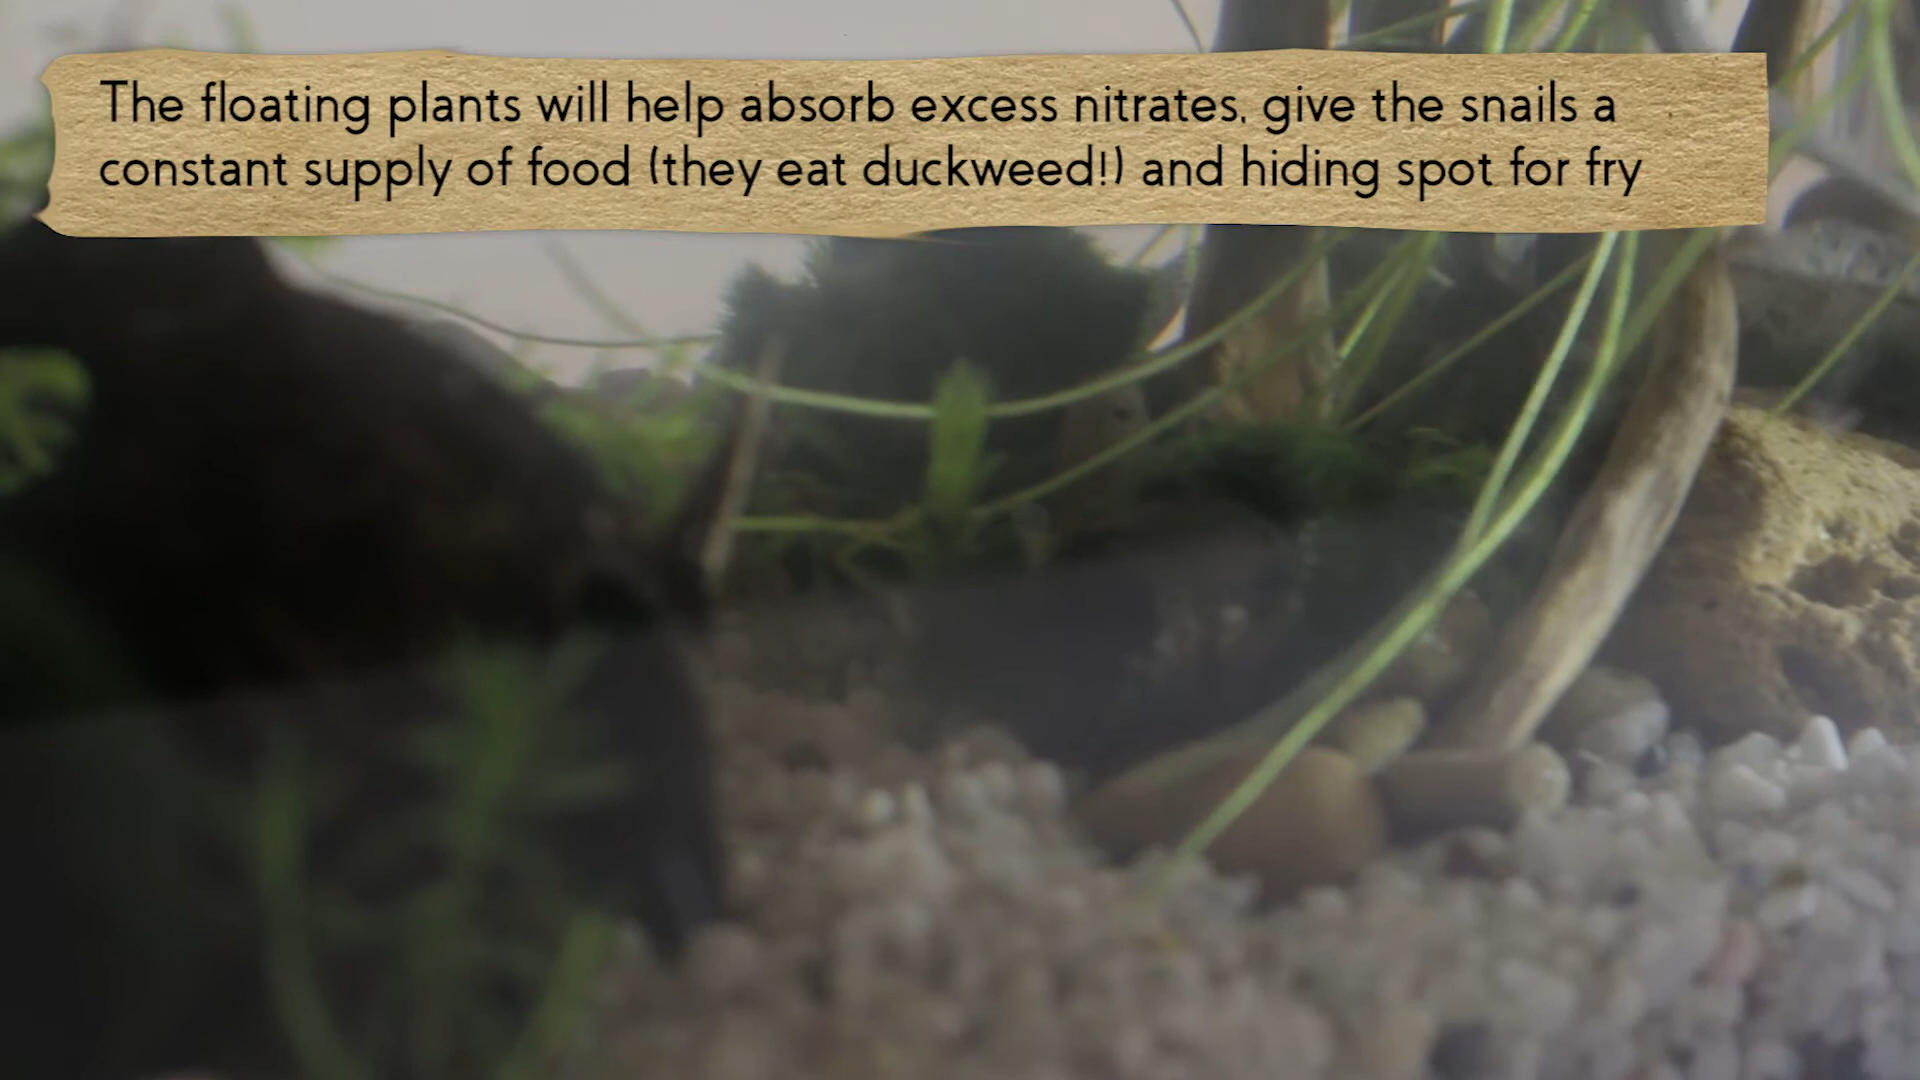 The floating plants will help absorb excess nitrates, give the snails a
constant supply of food (they eat duckweed!) and hiding spot for fry